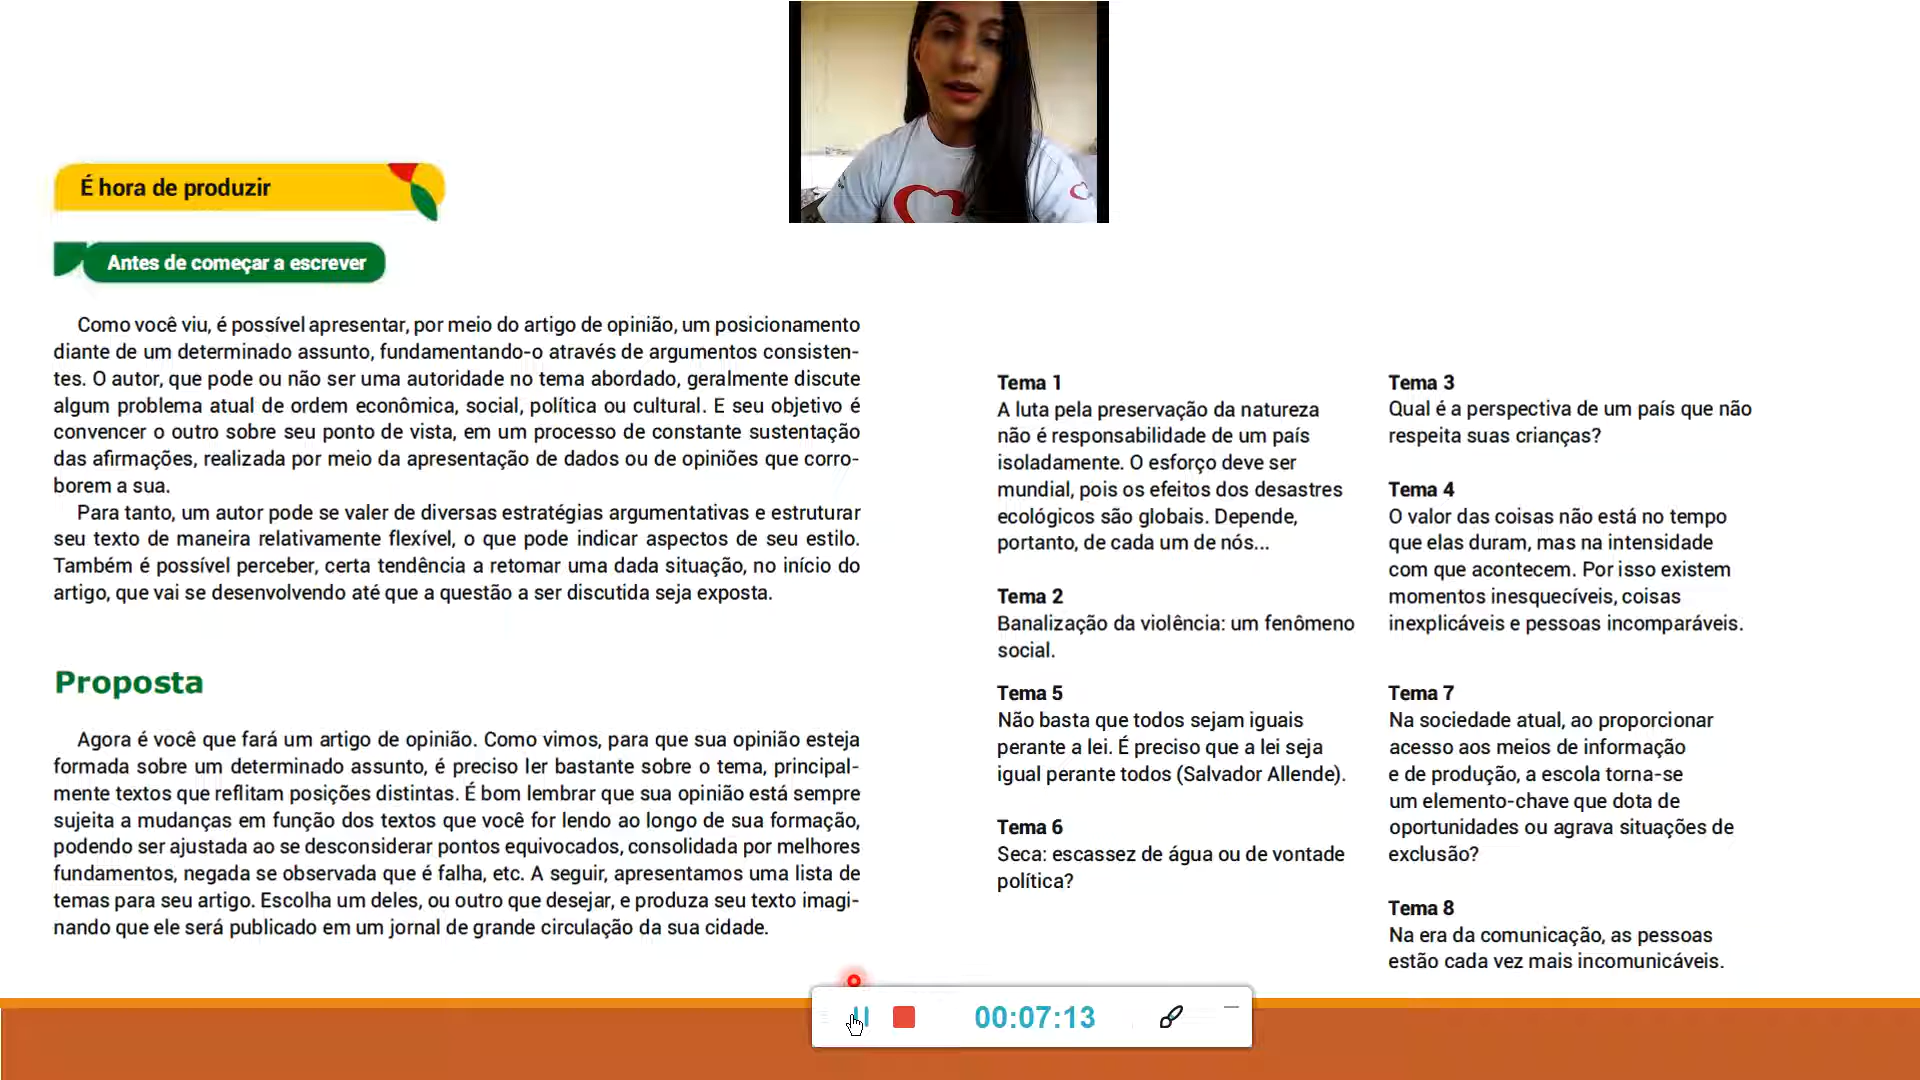 É hora de produzir
Antes de começar a escrever
Como você viu, é possível apresentar, por meio do artigo de opinião, um posicionamento
diante de um determinado assunto, fundamentando-o através de argumentos consisten-
tes. O autor, que pode ou não ser uma autoridade no tema abordado, geralmente discute
algum problema atual de ordem econômica, social, política ou cultural. E seu objetivo é
convencer o outro sobre seu ponto de vista, em um processo de constante sustentação
das afirmações, realizada por meio da apresentação de dados ou de opiniões que corro-
borem a sua.
Para tanto, um autor pode se valer de diversas estratégias argumentativas e estruturar
seu texto de maneira relativamente flexível, o que pode indicar aspectos de seu estilo.
Também é possível perceber, certa tendência a retomar uma dada situação, no início do
artigo, que vai se desenvolvendo até que a questão a ser discutida seja exposta.
Proposta
Agora é você que fará um artigo de opinião. Como vimos, para que sua opinião esteja
formada sobre um determinado assunto, é preciso ler bastante sobre o tema, principal-
mente textos que reflitam posições distintas. É bom lembrar que sua opinião está sempre
sujeita a mudanças em função dos textos que você for lendo ao longo de sua formação,
podendo ser ajustada ao se desconsiderar pontos equivocados, consolidada por melhores
fundamentos, negada se observada que é falha, etc. A seguir, apresentamos uma lista de
temas para seu artigo. Escolha um deles, ou outro que desejar, e produza seu texto imagi-
nando que ele será publicado em um jornal de grande circulação da sua cidade.
Tema 1
A luta pela preservação da natureza
não é responsabilidade de um país
isoladamente. O esforço deve ser
mundial, pois os efeitos dos desastres
ecológicos são globais. Depende,
portanto, de cada um de nós...
Tema 2
Banalização da violência: um fenômeno
social.
Tema 3
Qual é a perspectiva de um país que não
respeita suas crianças?
Tema 4
O valor das coisas não está no tempo
que elas duram, mas na intensidade
com que acontecem. Por isso existem
momentos inesquecíveis, coisas
inexplicáveis e pessoas incomparáveis.
Tema 5
Não basta que todos sejam iguais
perante a lei. É preciso que a lei seja
igual perante todos (Salvador Allende).
Tema 6
Seca: escassez de água ou de vontade
política?
Tema 7
Na sociedade atual, ao proporcionar
acesso aos meios de informação
e de produção, a escola torna-se
um elemento-chave que dota de
oportunidades ou agrava situações de
exclusão?
Tema 8
Na era da comunicação, as pessoas
estão cada vez mais incomunicáveis.
00:07:13